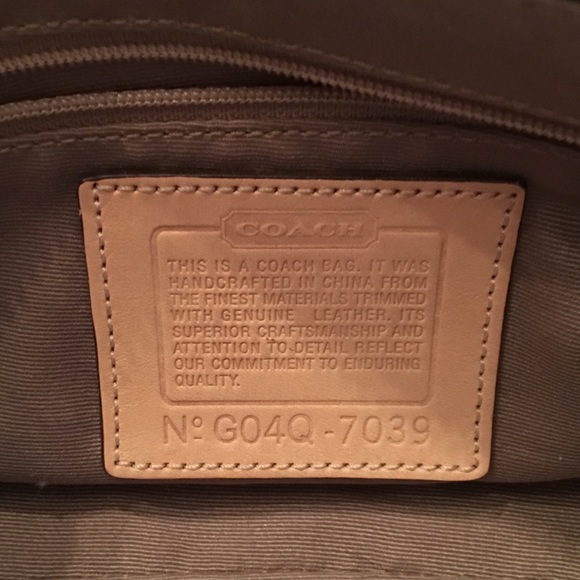 COACH
THIS IS A COACH BAG. IT WAS
HANDCRAFTED IN CHINA FROM
THE FINEST MATERIALS TRIMMED
WITH GENUINE LEATHER. ITS
SUPERIOR CRAFTSMANSHIP AND
ATTENTION TO DETAIL REFLECT
OUR COMMITMENT TO ENDURING
QUALITY.
Nº G04Q-7039